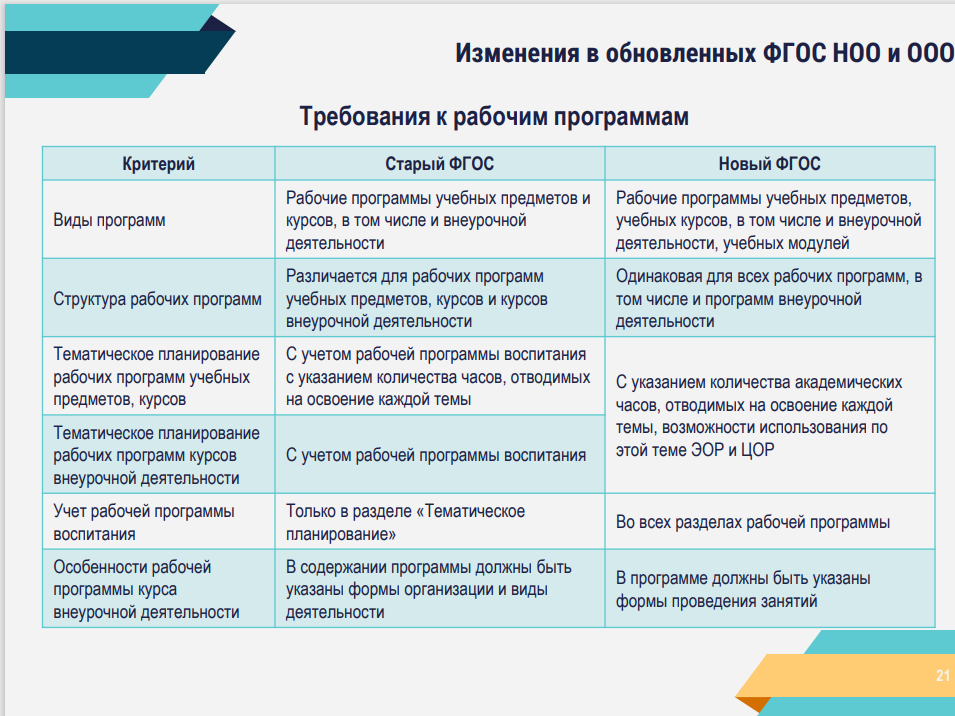 Изменения в обновленных ФГОС НОО и ООО
Требования к рабочим программам
Критерий
Старый ФГОС
Новый ФГОС
Виды программ
Рабочие программы учебных предметов и
курсов, в том числе и внеурочной
деятельности
Рабочие программы учебных предметов,
учебных курсов, в том числе и внеурочной
деятельности, учебных модулей
Структура рабочих программ
Различается для рабочих программ
учебных предметов, курсов и курсов
внеурочной деятельности
Одинаковая для всех рабочих программ, в
том числе и программ внеурочной
деятельности
Тематическое планирование
рабочих программ учебных
предметов, курсов
С учетом рабочей программы воспитания
с указанием количества часов, отводимых
на освоение каждой темы
С указанием количества академических
часов, отводимых на освоение каждой
темы, возможности использования по
этой теме ЭОР и ЦОР
Тематическое планирование
рабочих программ курсов
внеурочной деятельности
С учетом рабочей программы воспитания
Учет рабочей программы
воспитания
Только в разделе «Тематическое
планирование»
Во всех разделах рабочей программы
Особенности рабочей
программы курса
внеурочной деятельности
В содержании программы должны быть
указаны формы организации и виды
деятельности
В программе должны быть указаны
формы проведения занятий
21